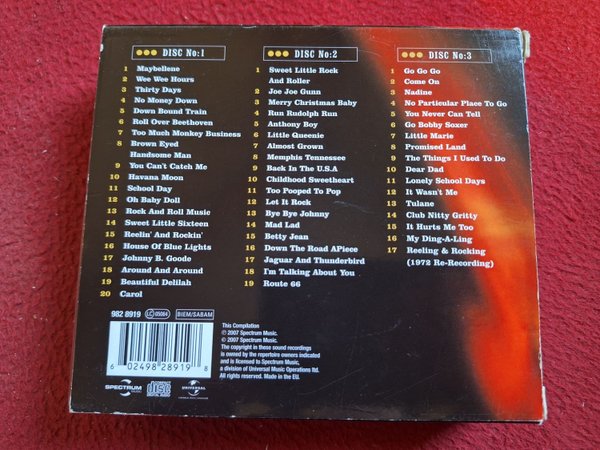 DISC No:1
1 Maybellene
2 Wee Wee Hours
3 Thirty Days
4 No Money Down
5 Down Bound Train
6 Roll Over Beethoven
7 Too Much Monkey Business
8 Brown Eyed
Handsome Man
9 You Can't Catch Me
10 Havana Moon
11 School Day
12 Oh Baby Doll
13 Rock And Roll Music
14 Sweet Little Sixteen
15 Reelin' And Rockin'
16 House Of Blue Lights
17 Johnny B. Goode
18 Around And Around
19 Beautiful Delilah
20 Carol
DISC No:2
1 Sweet Little Rock
And Roller
2 Joe Joe Gunn
3 Merry Christmas Baby
4 Run Rudolph Run
5 Anthony Boy
6 Little Queenie
7 Almost Grown
8 Memphis Tennessee
9 Back In The U.S.A
10 Childhood Sweetheart
11 Too Pooped To Pop
12 Let It Rock
13 Bye Bye Johnny
14 Mad Lad
15 Betty Jean
16 Down The Road APiece
17 Jaguar And Thunderbird
18 I'm Talking About You
19 Route 66
DISC No:3
1 Go Go Go
2 Come On
3 Nadine
4 No Particular Place To Go
5 You Never Can Tell
6 Go Bobby Soxer
7 Little Marie
8 Promised Land
9 The Things I Used To Do
10 Dear Dad
11 Lonely School Days
12 It Wasn't Me
13 Tulane
14 Club Nitty Gritty
15 It Hurts Me Too
16 My Ding-A-Ling
17 Reeling & Rocking
(1972 Re-Recording)
982 8919
LC 05064
BIEM/SABAM
6 02498 28919 8
SPECTRUM
MUSIC
COMPACT
disc
DIGITAL AUDIO
UNIVERSAL
This Compilation
℗ 2007 Spectrum Music.
© 2007 Spectrum Music.
The copyright in these sound recordings
is owned by the repertoire owners indicated
and is licensed to Spectrum Music,
a division of Universal Music Operations ltd.
All rights reserved. Made in the EU.